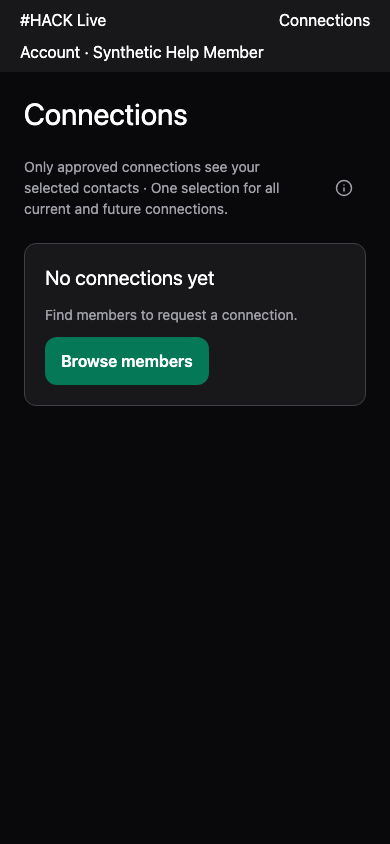 #HACK Live
Connections
Account · Synthetic Help Member
Connections
Only approved connections see your
selected contacts · One selection for all
current and future connections.
No connections yet
Find members to request a connection.
Browse members